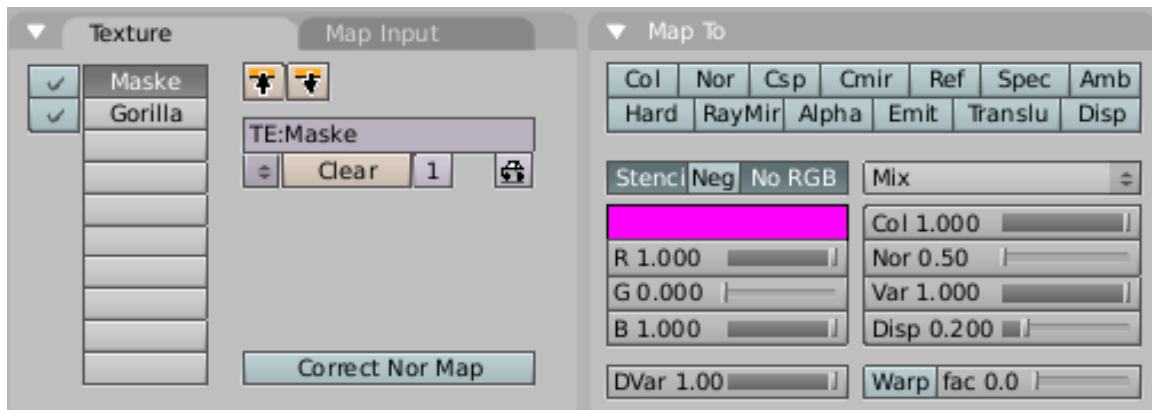 Texture Map Input
Maske
Gorilla
TE:Maske
Clear 1
Correct Nor Map
Map To
Col Nor Csp Cmir Ref Spec Amb
Hard RayMir Alpha Emit Translu Disp
Stenci Neg No RGB Mix
R 1.000
G 0.000
B 1.000
Col 1.000
Nor 0.50
Var 1.000
Disp 0.200
DVar 1.00 Warp fac 0.0